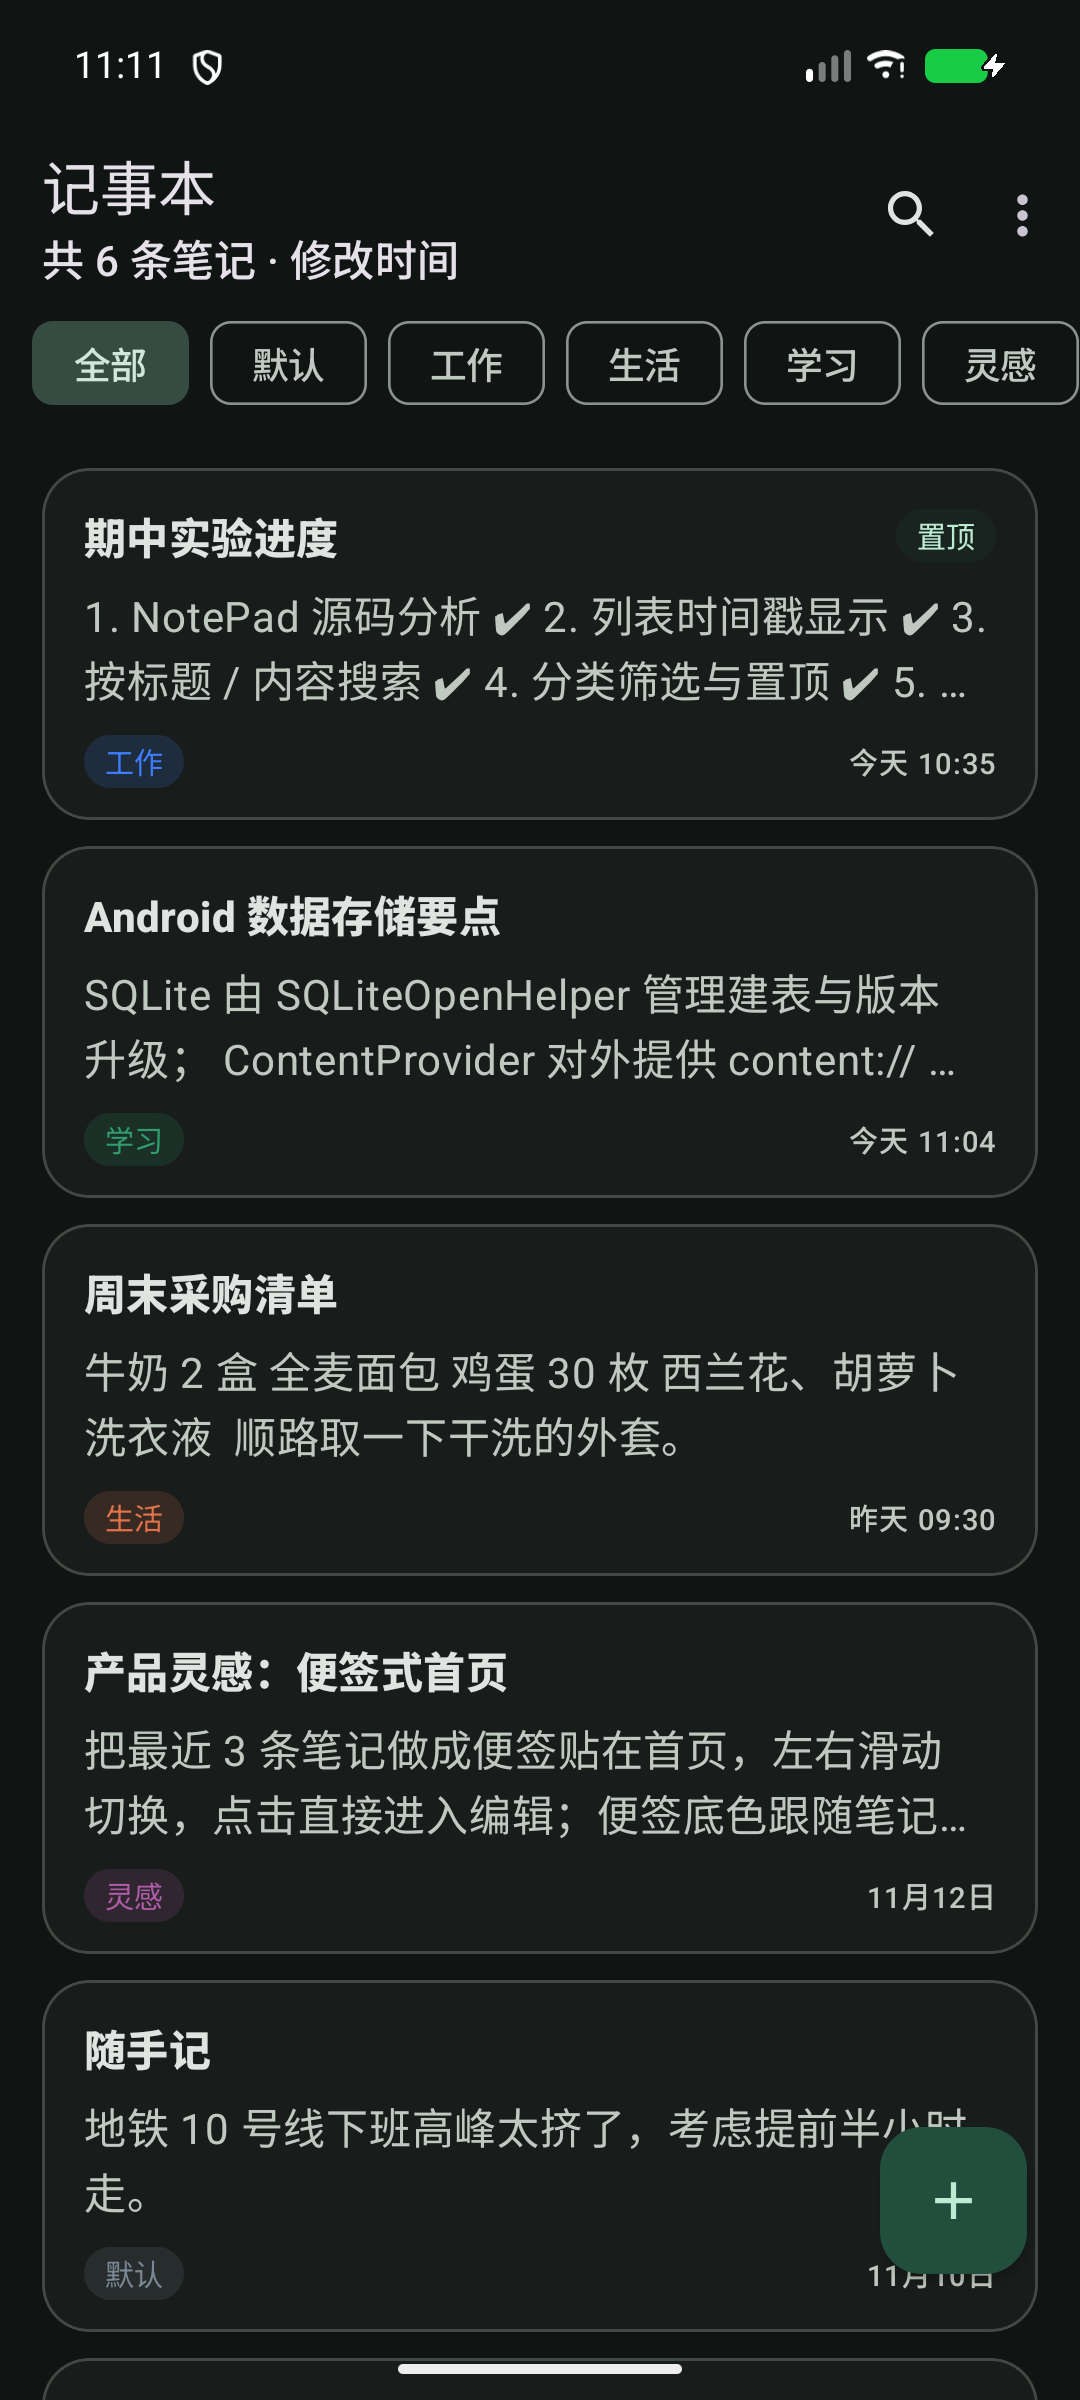 11:11
记事本
共 6 条笔记 · 修改时间
全部 默认 工作 生活 学习 灵感
期中实验进度 置顶
1. NotePad 源码分析 ✔ 2. 列表时间戳显示 ✔ 3.
按标题 / 内容搜索 ✔ 4. 分类筛选与置顶 ✔ 5. …
工作 今天 10:35
Android 数据存储要点
SQLite 由 SQLiteOpenHelper 管理建表与版本
升级； ContentProvider 对外提供 content:// …
学习 今天 11:04
周末采购清单
牛奶 2 盒 全麦面包 鸡蛋 30 枚 西兰花、胡萝卜
洗衣液 顺路取一下干洗的外套。
生活 昨天 09:30
产品灵感：便签式首页
把最近 3 条笔记做成便签贴在首页，左右滑动
切换，点击直接进入编辑；便签底色跟随笔记…
灵感 11月12日
随手记
地铁 10 号线下班高峰太挤了，考虑提前半小时
走。
默认 11月10日